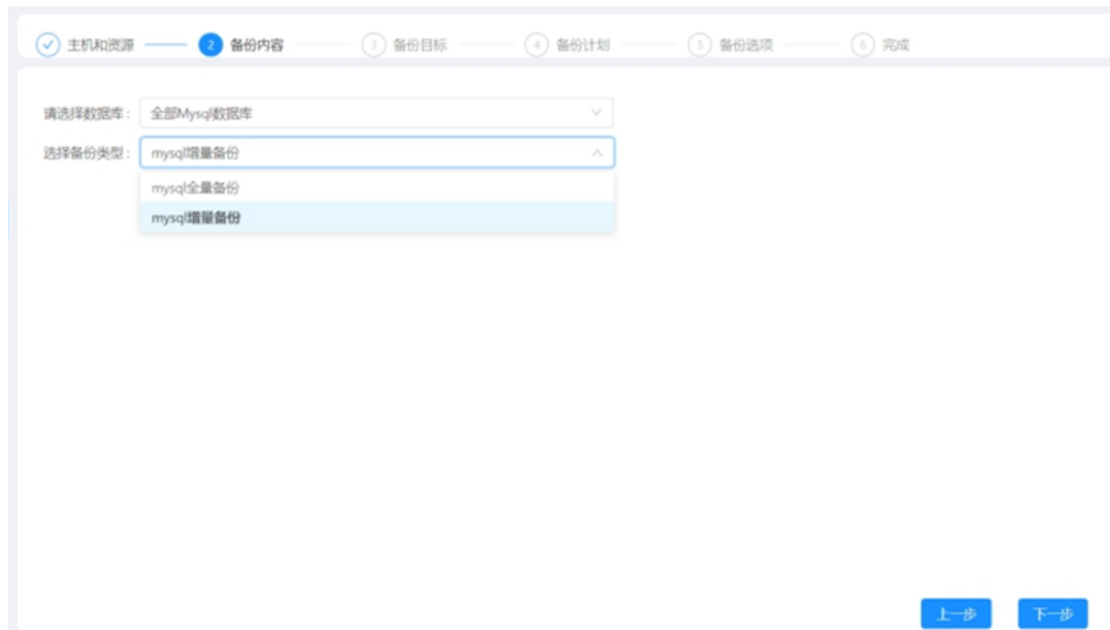 主机和资源 2 备份内容 3 备份目标 4 备份计划 5 备份选项 6 完成
请选择数据库： 全部Mysql数据库
选择备份类型： mysql增量备份
mysql全量备份
mysql增量备份
上一步 下一步